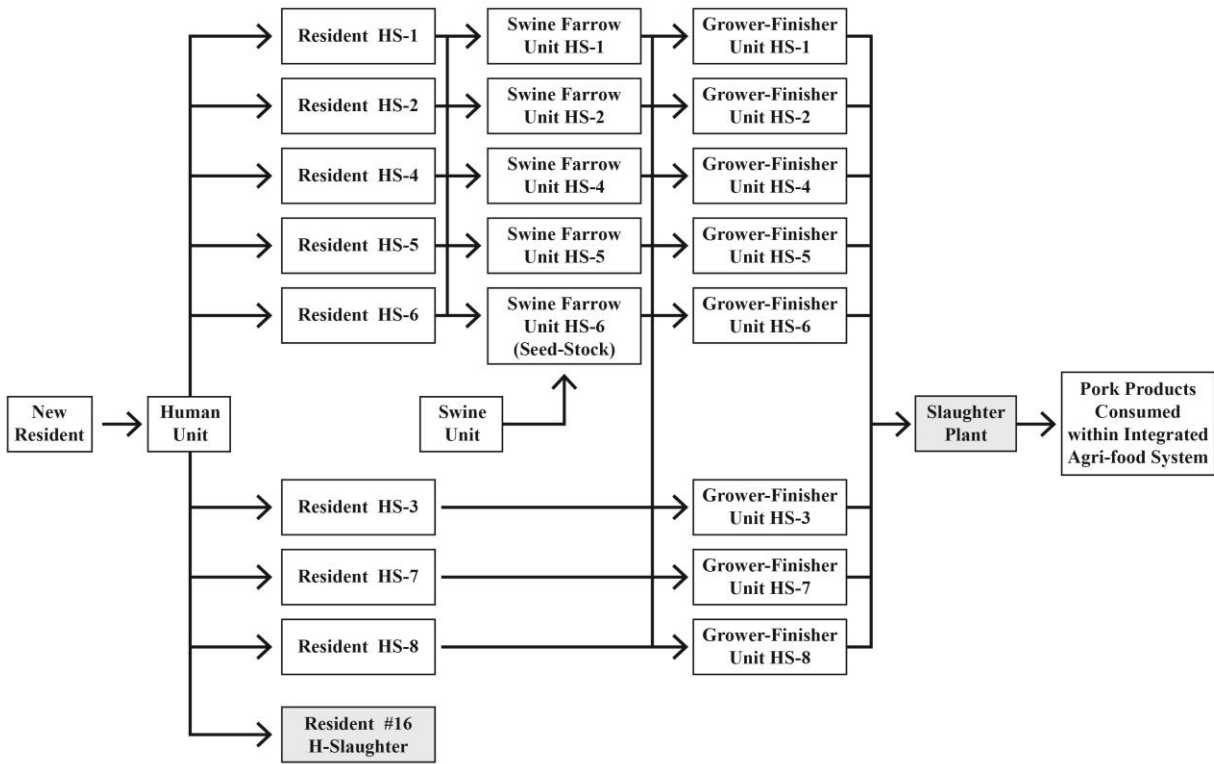 Resident HS-1
Swine Farrow
Unit HS-1
Grower-Finisher
Unit HS-1
Resident HS-2
Swine Farrow
Unit HS-2
Grower-Finisher
Unit HS-2
Resident HS-4
Swine Farrow
Unit HS-4
Grower-Finisher
Unit HS-4
Resident HS-5
Swine Farrow
Unit HS-5
Grower-Finisher
Unit HS-5
Resident HS-6
Swine Farrow
Unit HS-6
(Seed-Stock)
Grower-Finisher
Unit HS-6
New
Resident
Human
Unit
Swine
Unit
Slaughter
Plant
Pork Products
Consumed
within Integrated
Agri-food System
Resident HS-3
Grower-Finisher
Unit HS-3
Resident HS-7
Grower-Finisher
Unit HS-7
Resident HS-8
Grower-Finisher
Unit HS-8
Resident #16
H-Slaughter